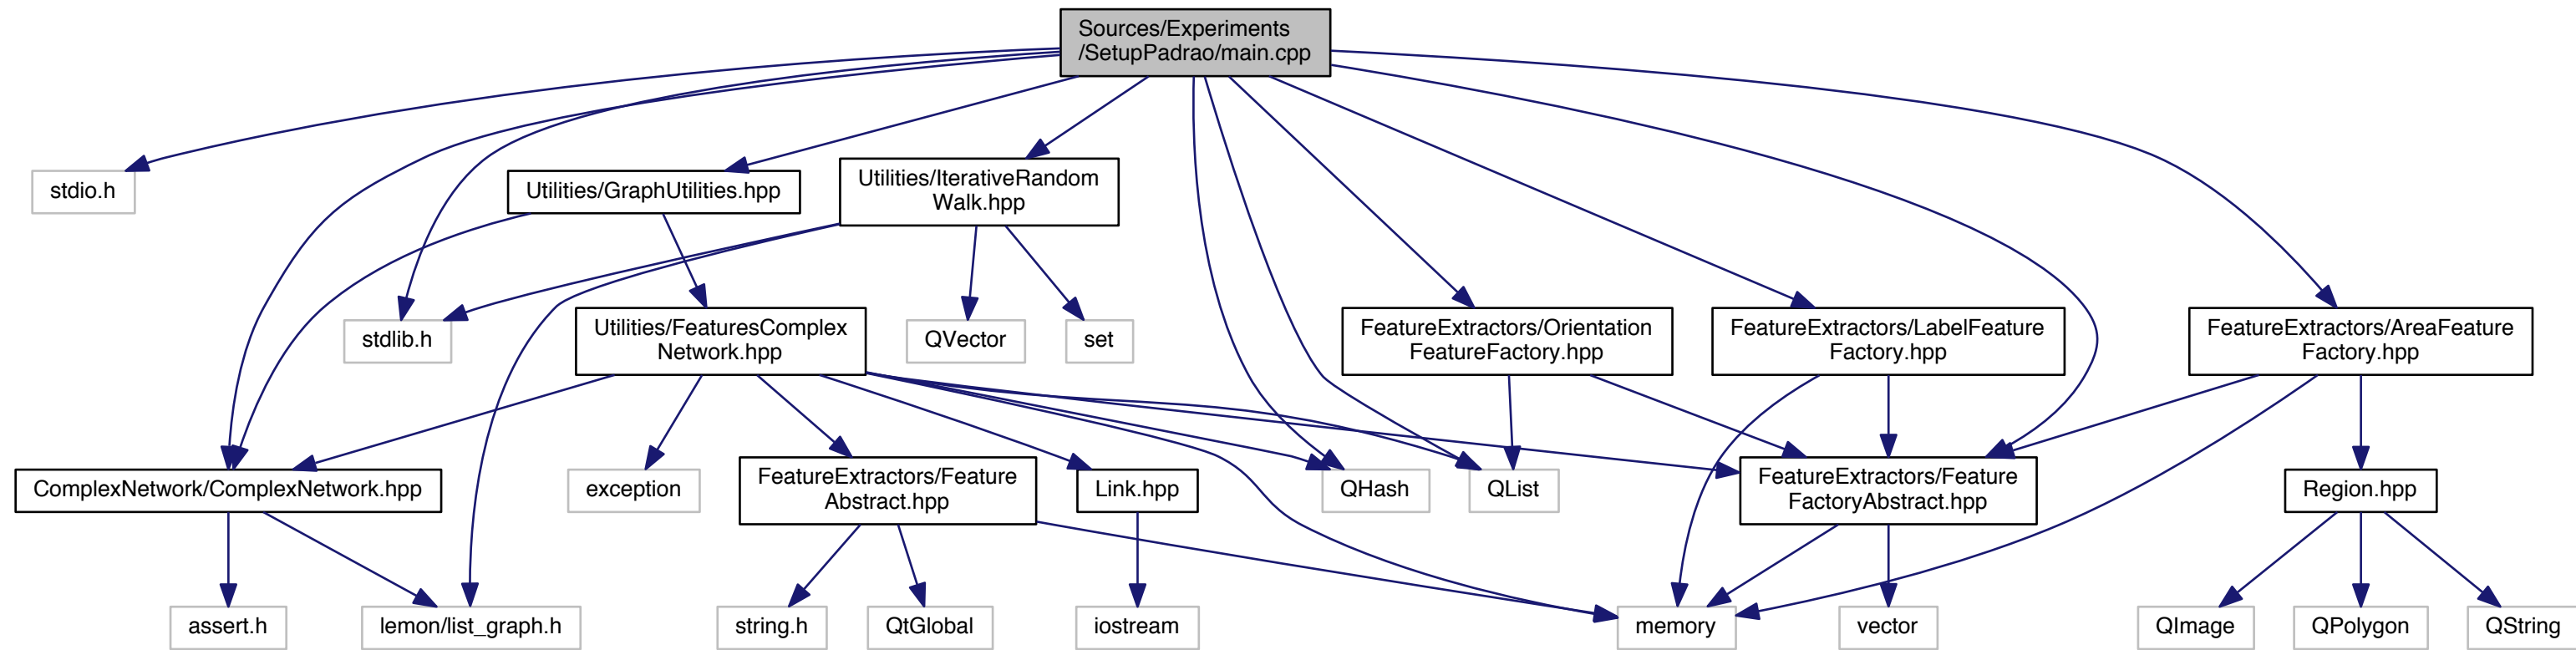 Sources/Experiments
/SetupPadrao/main.cpp
stdio.h
Utilities/GraphUtilities.hpp
Utilities/IterativeRandom
Walk.hpp
stdlib.h
Utilities/FeaturesComplex
Network.hpp
QVector
set
FeatureExtractors/Orientation
FeatureFactory.hpp
FeatureExtractors/LabelFeature
Factory.hpp
FeatureExtractors/AreaFeature
Factory.hpp
ComplexNetwork/ComplexNetwork.hpp
exception
FeatureExtractors/Feature
Abstract.hpp
Link.hpp
QHash
QList
FeatureExtractors/Feature
FactoryAbstract.hpp
Region.hpp
assert.h
lemon/list_graph.h
string.h
QtGlobal
iostream
memory
vector
QImage
QPolygon
QString